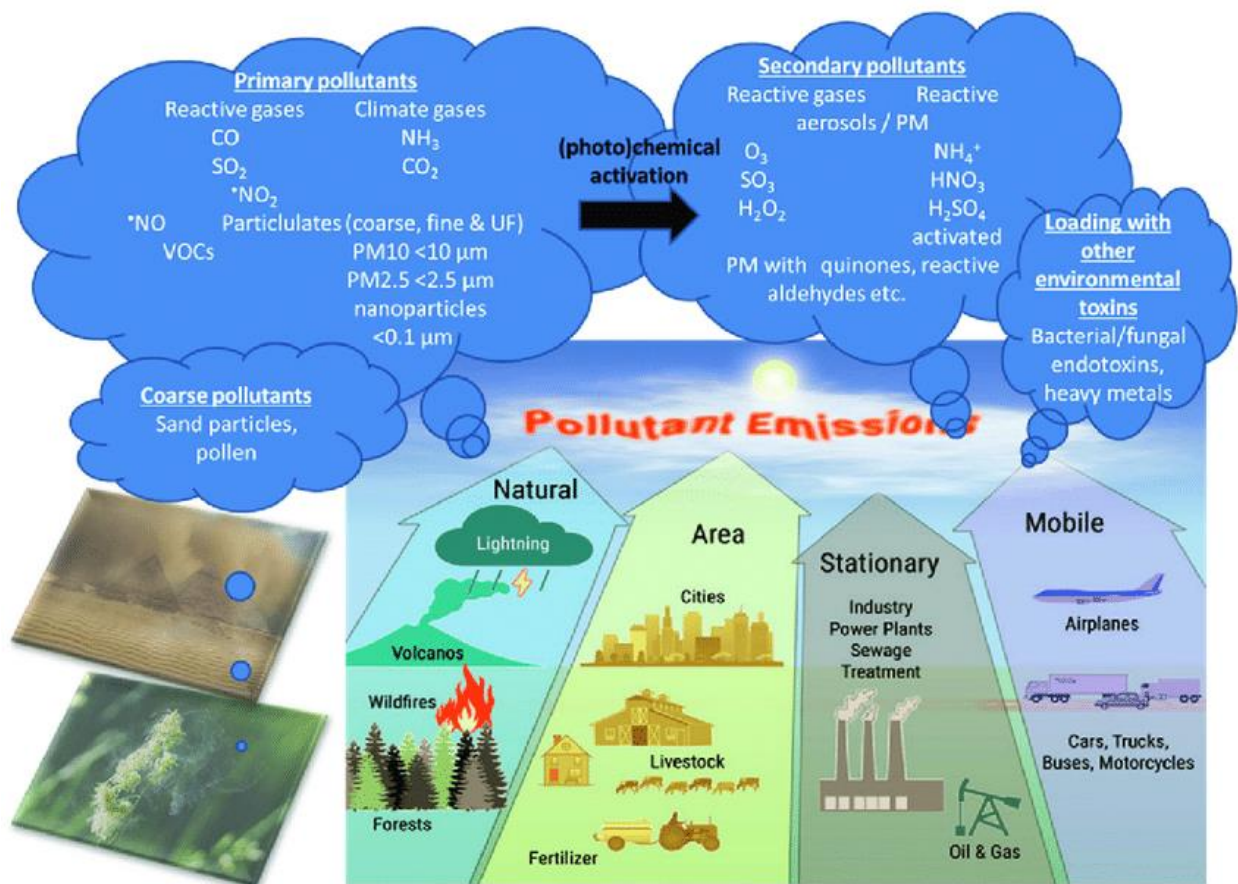 Primary pollutants
Reactive gases Climate gases
CO NH₃
SO₂ CO₂
•NO₂
•NO Particlulates (coarse, fine & UF)
VOCs PM10 <10 μm
PM2.5 <2.5 μm
nanoparticles
<0.1 μm
(photo)chemical
activation
Secondary pollutants
Reactive gases Reactive
aerosols / PM
O₃ NH₄⁺
SO₃ HNO₃
H₂O₂ H₂SO₄
activated
PM with quinones, reactive
aldehydes etc.
Loading with
other
environmental
toxins
Bacterial/fungal
endotoxins,
heavy metals
Coarse pollutants
Sand particles,
pollen
Pollutant Emissions
Natural
Lightning
Volcanos
Wildfires
Forests
Area
Cities
Livestock
Fertilizer
Stationary
Industry
Power Plants
Sewage
Treatment
Oil & Gas
Mobile
Airplanes
Cars, Trucks,
Buses, Motorcycles